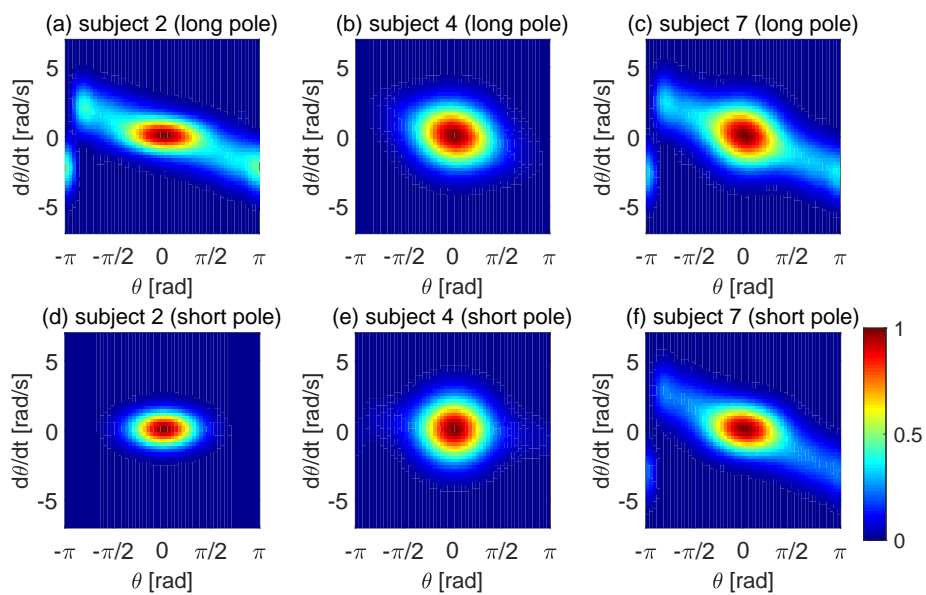 (a) subject 2 (long pole)
(b) subject 4 (long pole)
(c) subject 7 (long pole)
dθ/dt [rad/s]
5
0
-5
-π -π/2 0 π/2 π
θ [rad]
dθ/dt [rad/s]
5
0
-5
-π -π/2 0 π/2 π
θ [rad]
dθ/dt [rad/s]
5
0
-5
-π -π/2 0 π/2 π
θ [rad]
(d) subject 2 (short pole)
(e) subject 4 (short pole)
(f) subject 7 (short pole)
dθ/dt [rad/s]
5
0
-5
-π -π/2 0 π/2 π
θ [rad]
dθ/dt [rad/s]
5
0
-5
-π -π/2 0 π/2 π
θ [rad]
dθ/dt [rad/s]
5
0
-5
-π -π/2 0 π/2 π
θ [rad]
1
0.5
0